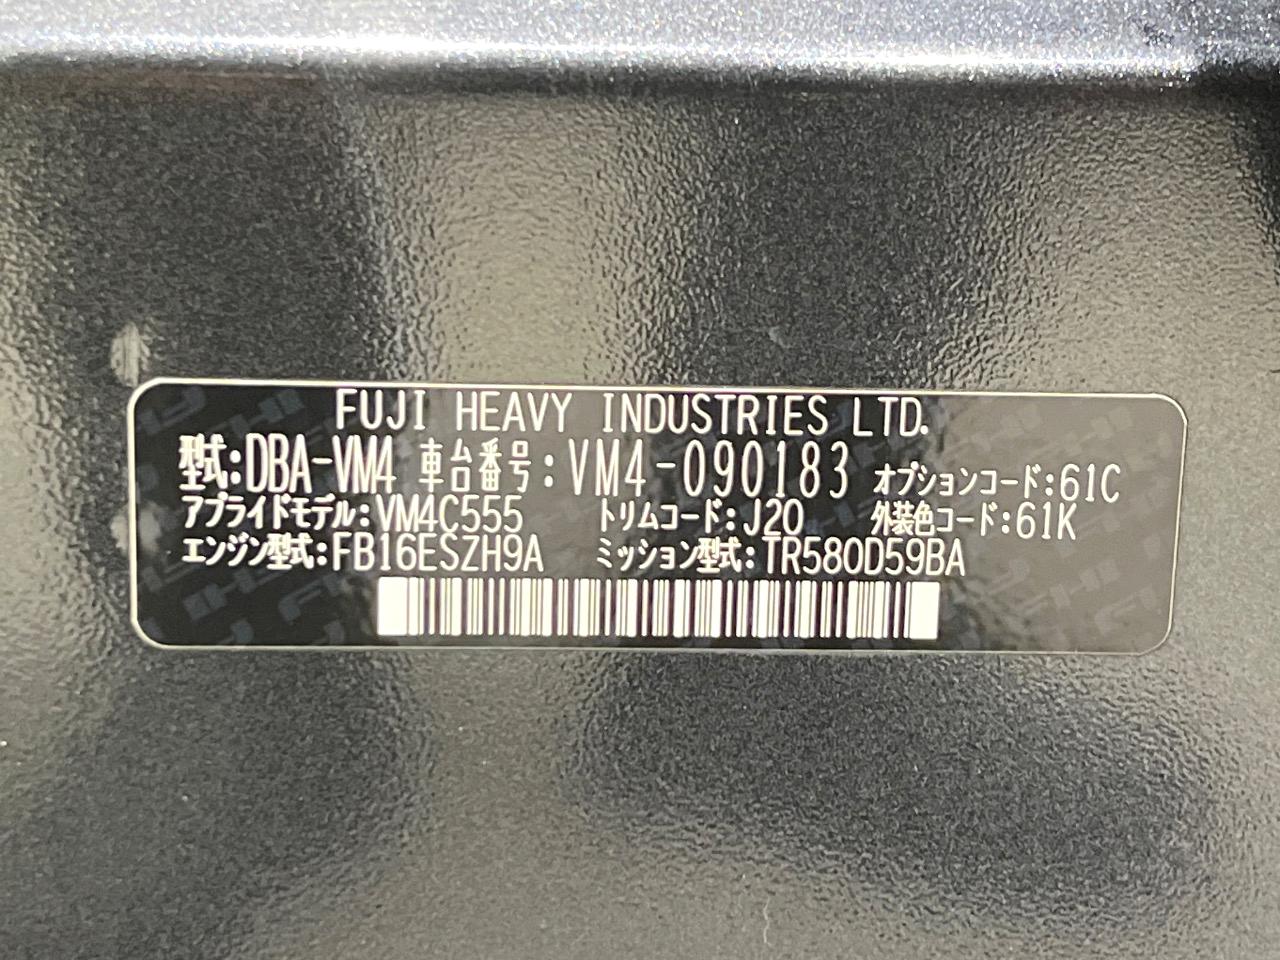 FUJI HEAVY INDUSTRIES LTD.
型式:DBA-VM4 車台番号:VM4-090183 オプションコード:61C
アプライドモデル:VM4C555 トリムコード:J20 外装色コード:61K
エンジン型式:FB16ESZH9A ミッション型式:TR580D59BA